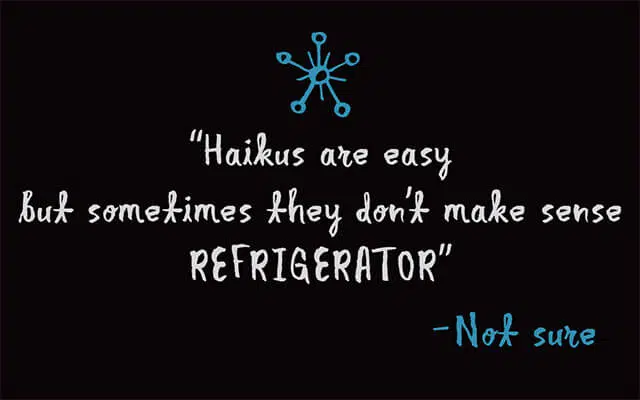 “Haikus are easy
but sometimes they don't make sense
REFRIGERATOR”
-Not sure